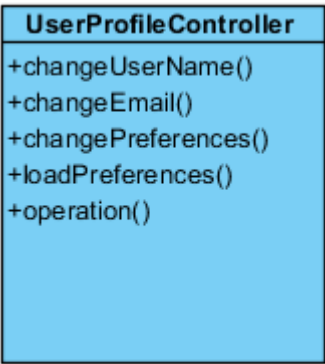 UserProfileController
+changeUserName()
+changeEmail()
+changePreferences()
+loadPreferences()
+operation()